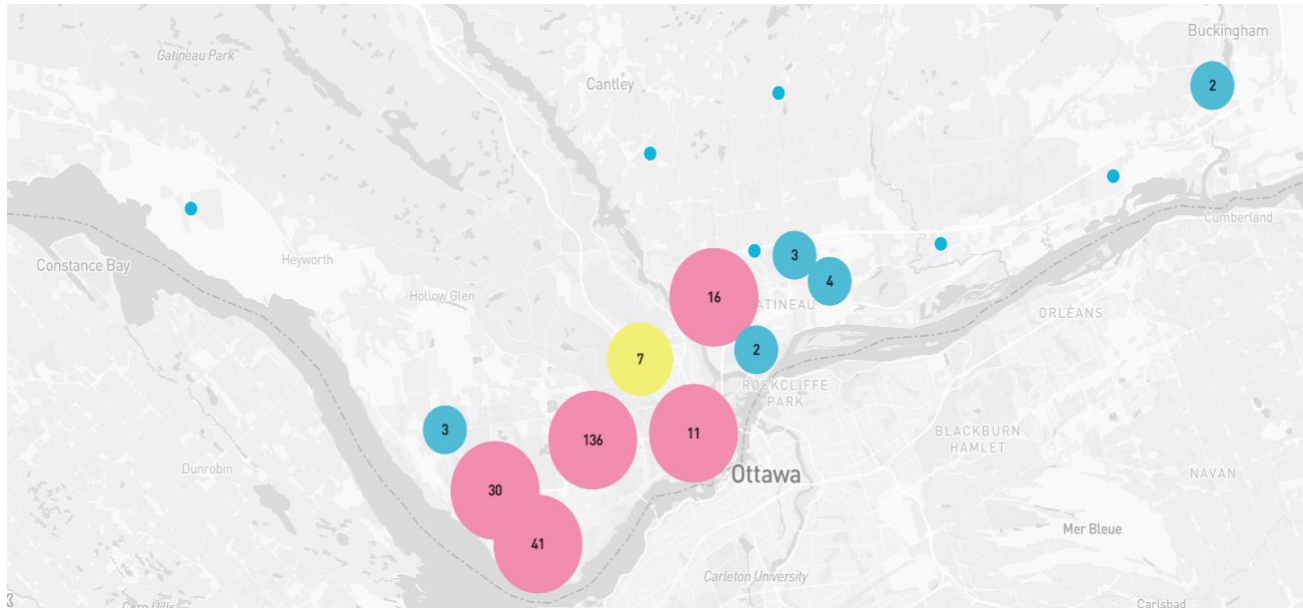 Buckingham
Gatineau Park
Cantley
2
Cumberland
Constance Bay
Heyworth
3
4
Hollow Glen
16
ATINEAU
ORLÉANS
2
7
ROCKCLIFFE
PARK
3
136
11
BLACKBURN
HAMLET
Dunrobin
Ottawa
NAVAN
30
Mer Bleue
41
Carleton University
Carlsbad